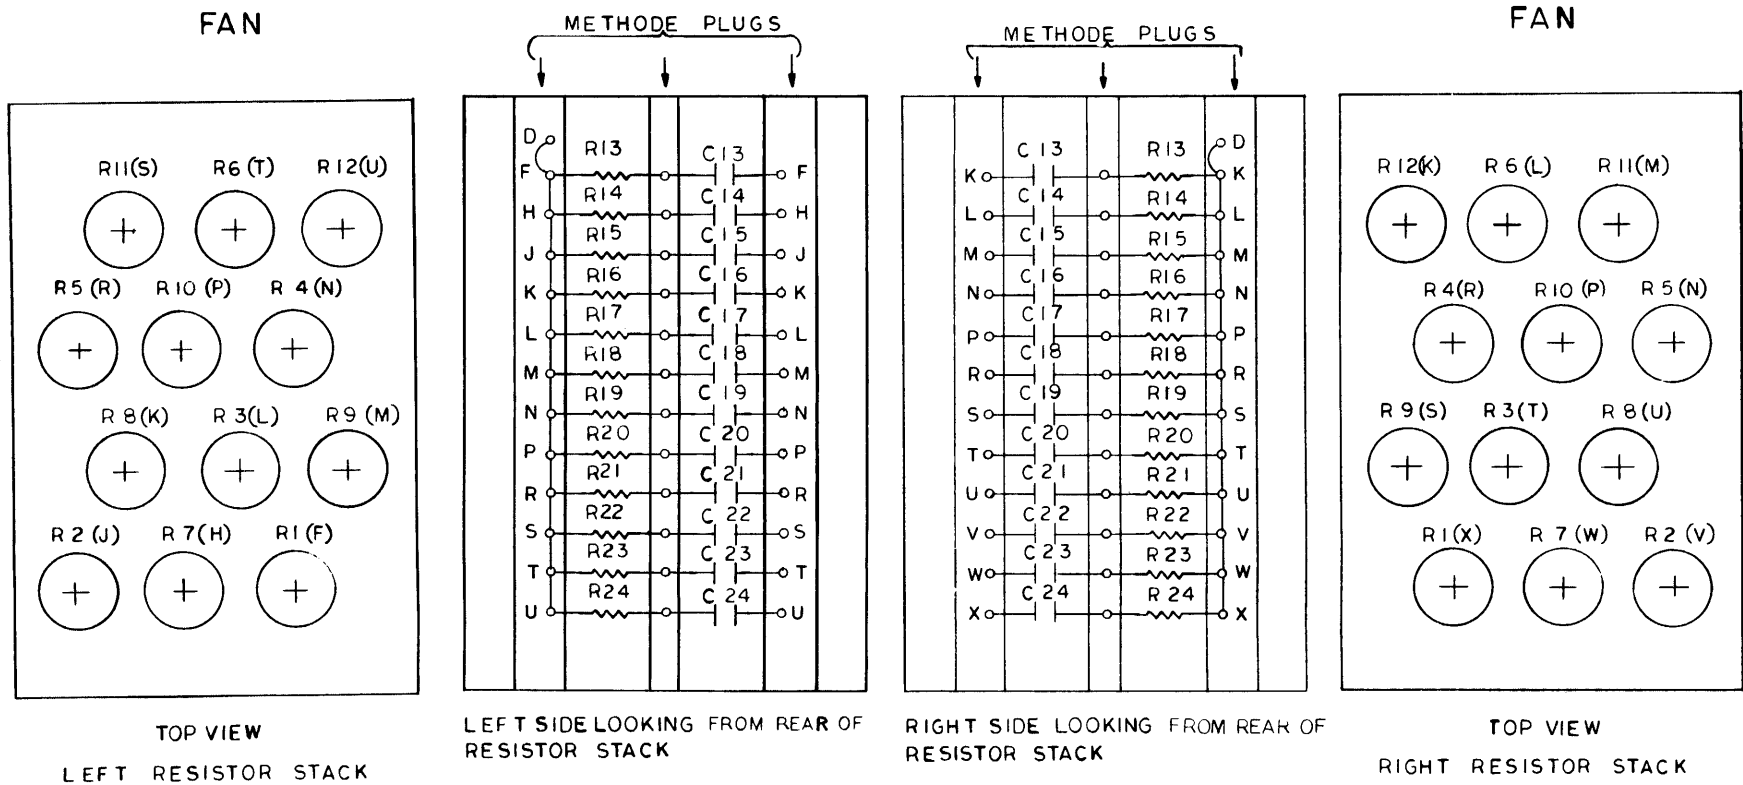 FAN
R11(S) R6(T) R12(U)
R5(R) R10(P) R4(N)
R8(K) R3(L) R9(M)
R2(J) R7(H) R1(F)
TOP VIEW
LEFT RESISTOR STACK
METHODE PLUGS
D
R13 C13
F F
R14 C14
H H
R15 C15
J J
R16 C16
K K
R17 C17
L L
R18 C18
M M
R19 C19
N N
R20 C20
P P
R21 C21
R R
R22 C22
S S
R23 C23
T T
R24 C24
U U
LEFT SIDE LOOKING FROM REAR OF
RESISTOR STACK
METHODE PLUGS
D
C13 R13
K K
C14 R14
L L
C15 R15
M M
C16 R16
N N
C17 R17
P P
C18 R18
R R
C19 R19
S S
C20 R20
T T
C21 R21
U U
C22 R22
V V
C23 R23
W W
C24 R24
X X
RIGHT SIDE LOOKING FROM REAR OF
RESISTOR STACK
FAN
R12(K) R6(L) R11(M)
R4(R) R10(P) R5(N)
R9(S) R3(T) R8(U)
R1(X) R7(W) R2(V)
TOP VIEW
RIGHT RESISTOR STACK